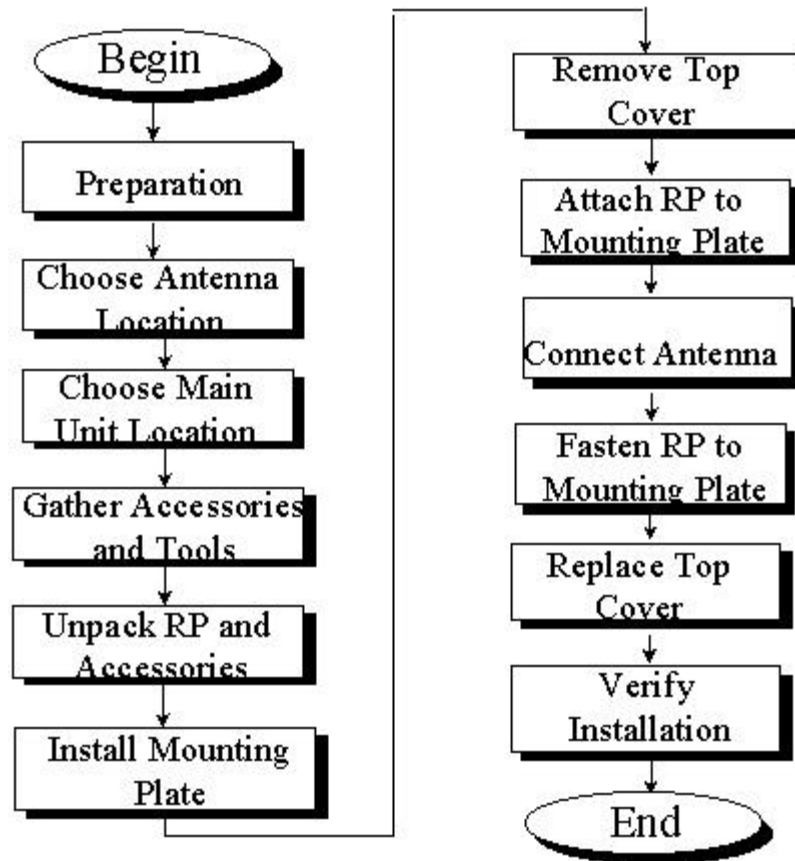 Begin
Preparation
Choose Antenna
Location
Choose Main
Unit Location
Gather Accessories
and Tools
Unpack RP and
Accessories
Install Mounting
Plate
Remove Top
Cover
Attach RP to
Mounting Plate
Connect Antenna
Fasten RP to
Mounting Plate
Replace Top
Cover
Verify
Installation
End